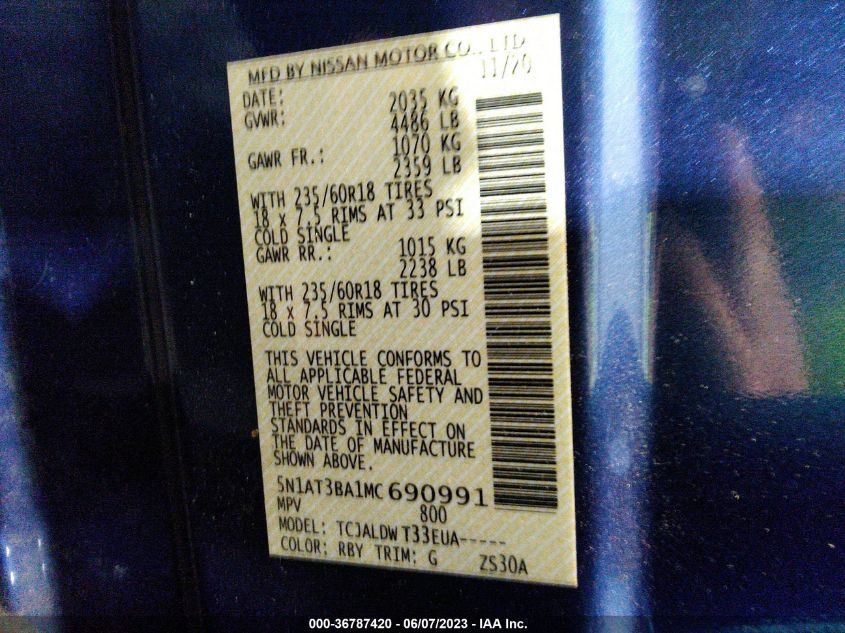 MFD BY NISSAN MOTOR CO., LTD
DATE: 11/20
GVWR: 2035 KG
4486 LB
GAWR FR.: 1070 KG
2359 LB
WITH 235/60R18 TIRES
18 x 7.5 RIMS AT 33 PSI
COLD SINGLE
GAWR RR.: 1015 KG
2238 LB
WITH 235/60R18 TIRES
18 x 7.5 RIMS AT 30 PSI
COLD SINGLE
THIS VEHICLE CONFORMS TO
ALL APPLICABLE FEDERAL
MOTOR VEHICLE SAFETY AND
THEFT PREVENTION
STANDARDS IN EFFECT ON
THE DATE OF MANUFACTURE
SHOWN ABOVE.
5N1AT3BA1MC 690991
MPV 800
MODEL: TCJALDW T33EUA-----
COLOR: RBY TRIM: G ZS30A
000-36787420 - 06/07/2023 - IAA Inc.